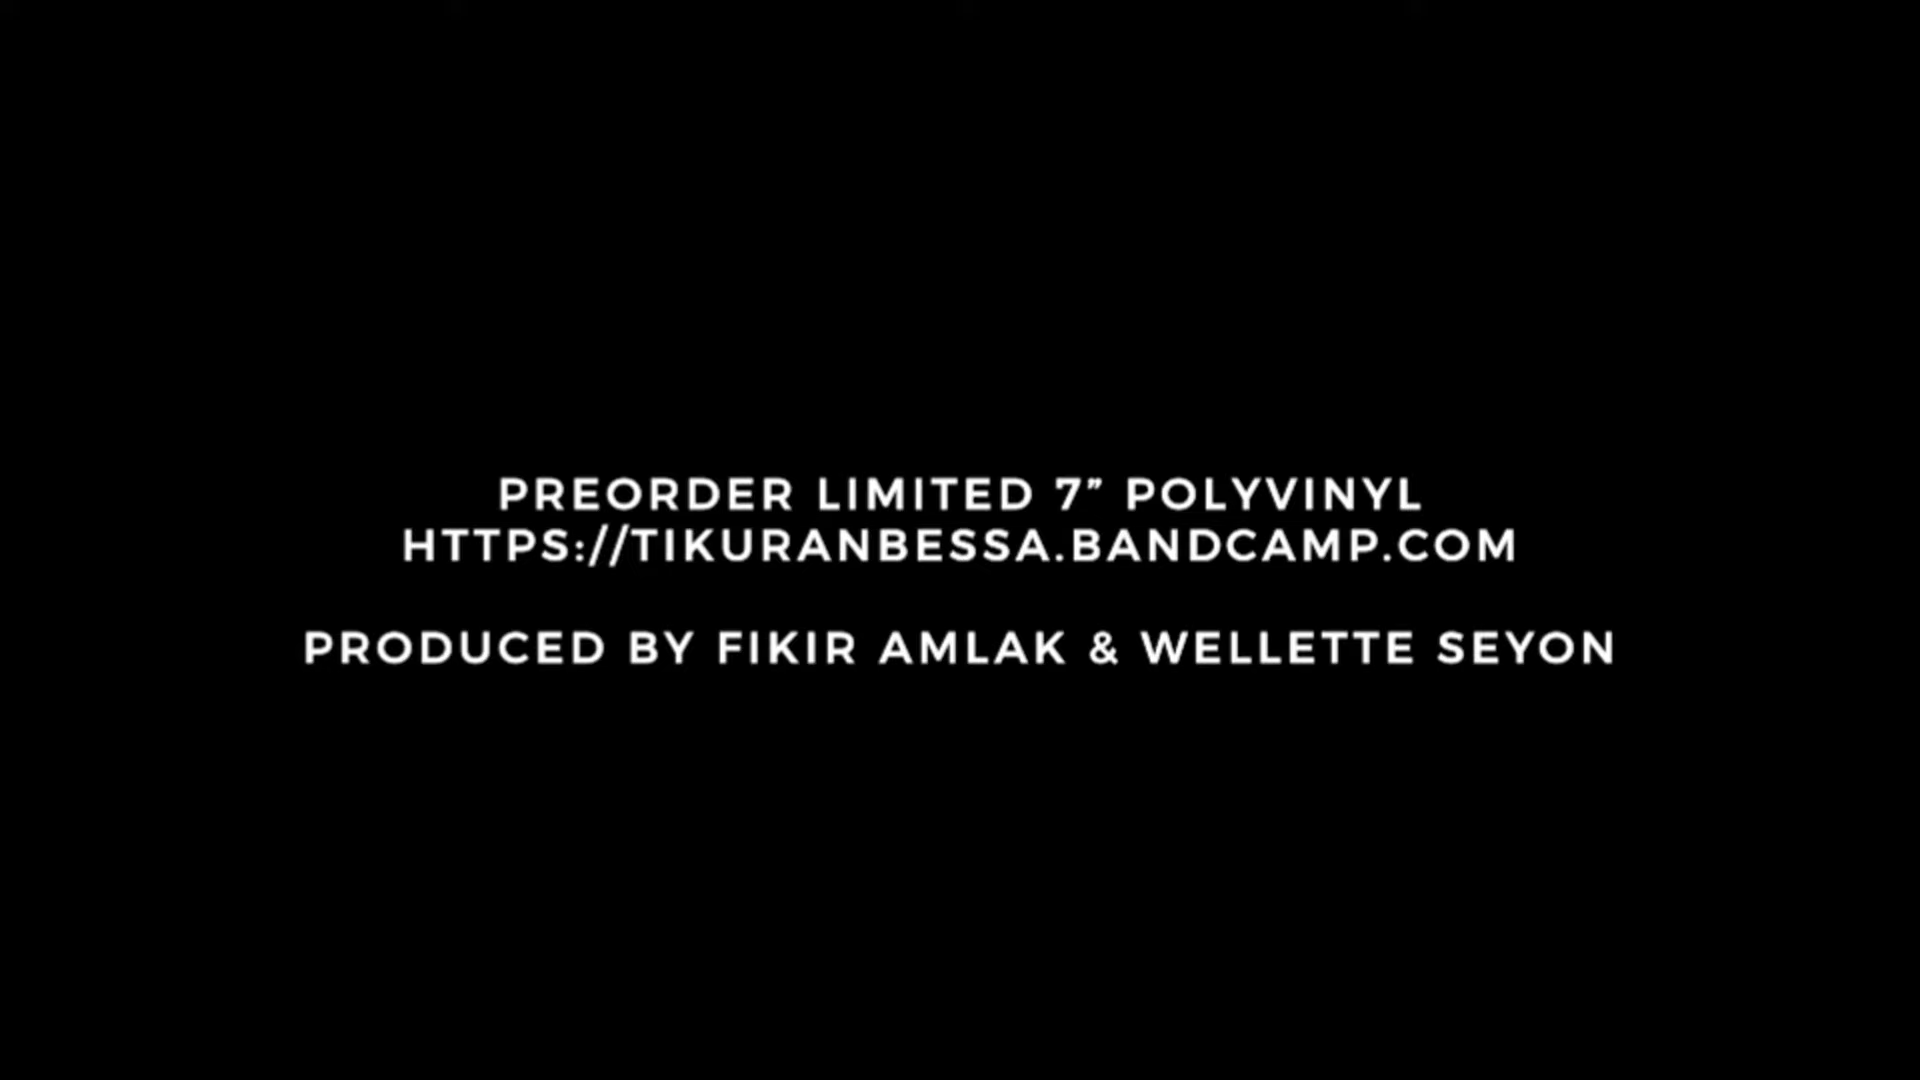 PREORDER LIMITED 7” POLYVINYL
HTTPS://TIKURANBESSA.BANDCAMP.COM
PRODUCED BY FIKIR AMLAK & WELLETTE SEYON